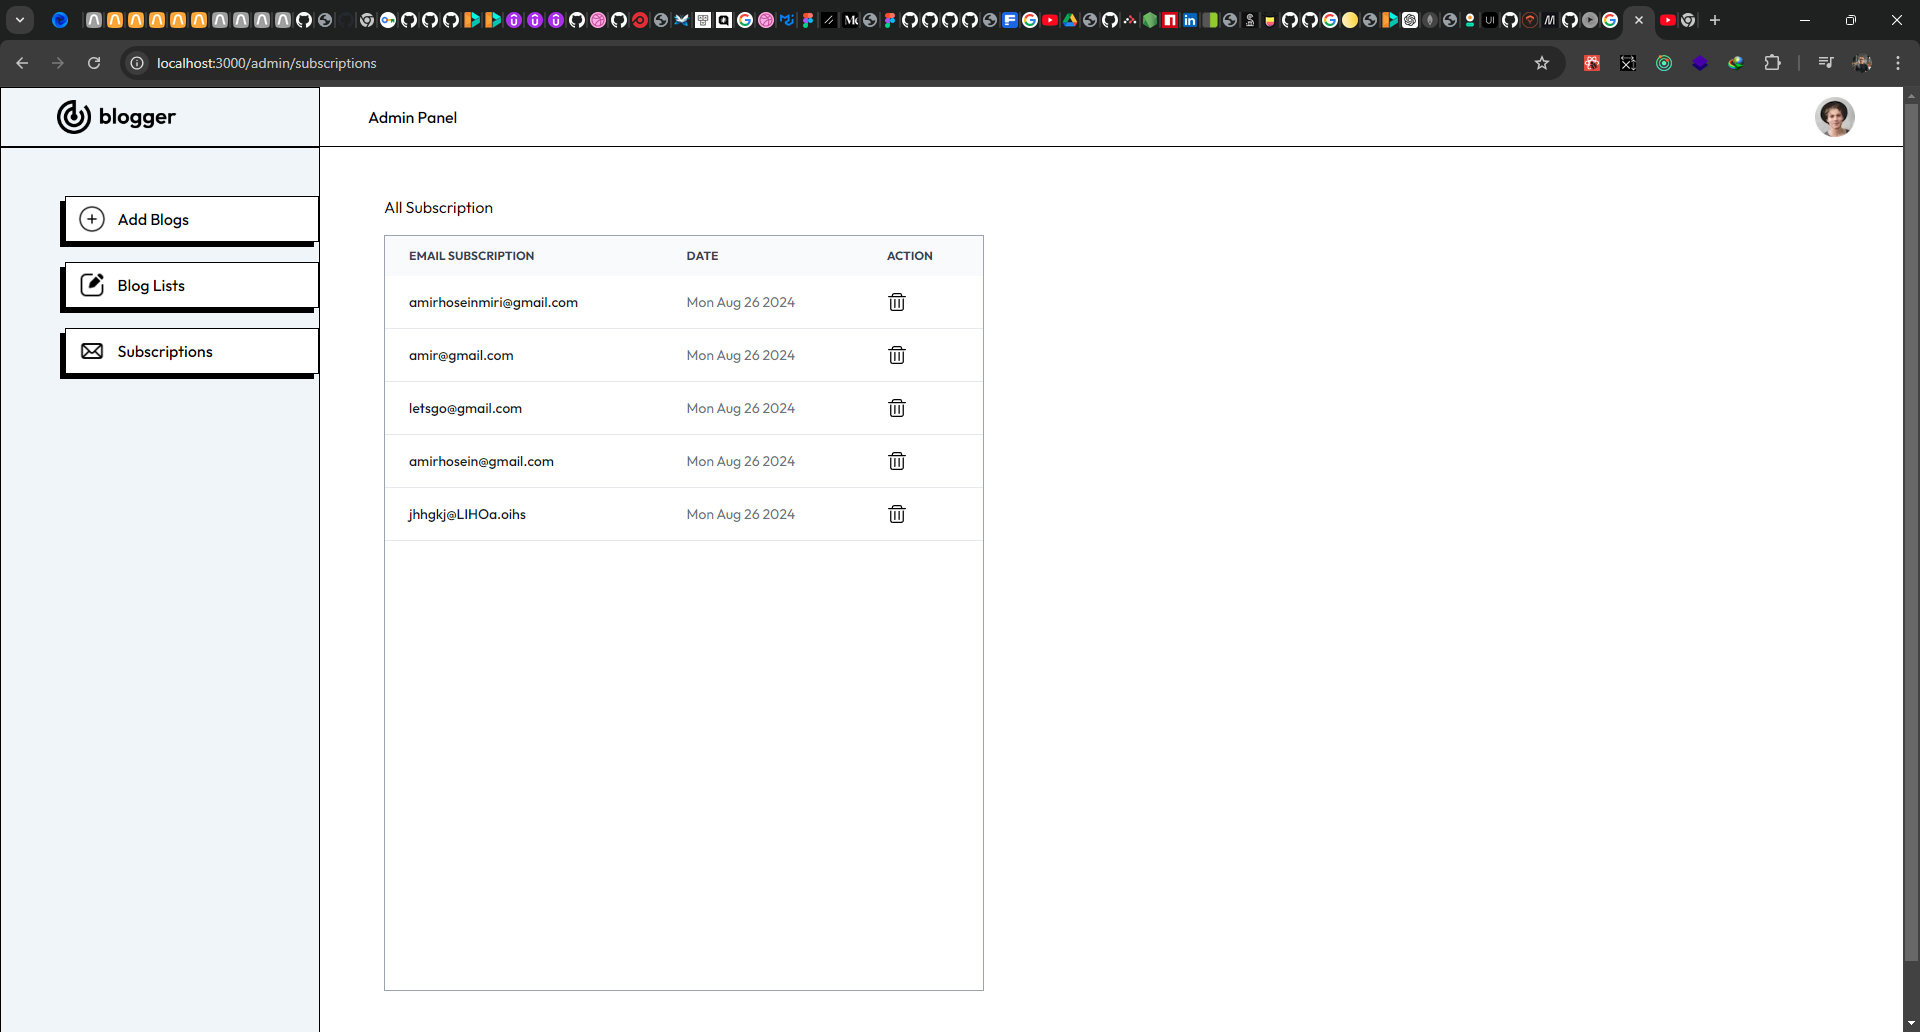 localhost:3000/admin/subscriptions
blogger
Admin Panel
Add Blogs
Blog Lists
Subscriptions
All Subscription
EMAIL SUBSCRIPTION DATE ACTION
amirhoseinmiri@gmail.com Mon Aug 26 2024
amir@gmail.com Mon Aug 26 2024
letsgo@gmail.com Mon Aug 26 2024
amirhosein@gmail.com Mon Aug 26 2024
jhhgkj@LIHOa.oihs Mon Aug 26 2024